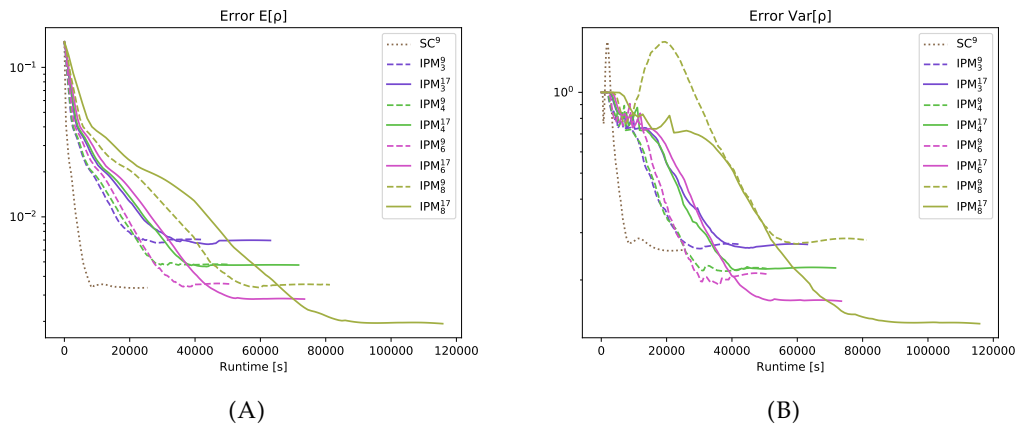 Error E[ρ]
10⁻¹
10⁻²
0
20000
40000
60000
80000
100000
120000
Runtime [s]
SC⁹
IPM₃⁹
IPM₃¹⁷
IPM₄⁹
IPM₄¹⁷
IPM₆⁹
IPM₆¹⁷
IPM₈⁹
IPM₈¹⁷
(A)
Error Var[ρ]
10⁰
0
20000
40000
60000
80000
100000
120000
Runtime [s]
SC⁹
IPM₃⁹
IPM₃¹⁷
IPM₄⁹
IPM₄¹⁷
IPM₆⁹
IPM₆¹⁷
IPM₈⁹
IPM₈¹⁷
(B)